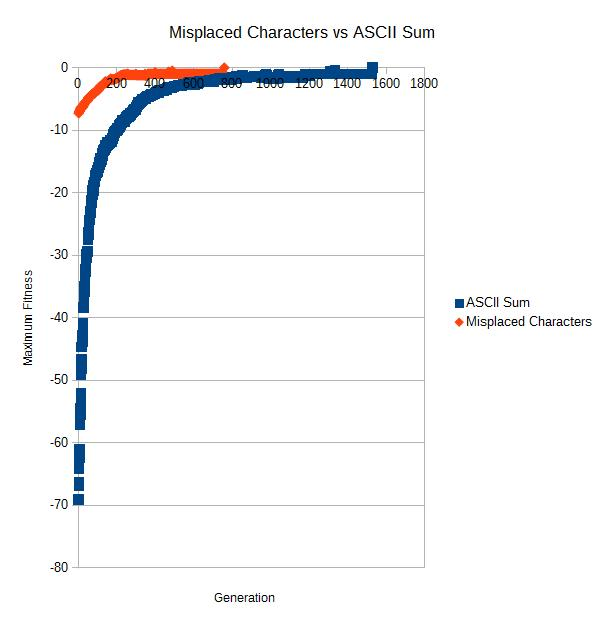 Misplaced Characters vs ASCII Sum
0
0 200 400 600 800 1000 1200 1400 1600 1800
-10
-20
-30
-40
-50
-60
-70
-80
Maximum Fitness
Generation
ASCII Sum
Misplaced Characters